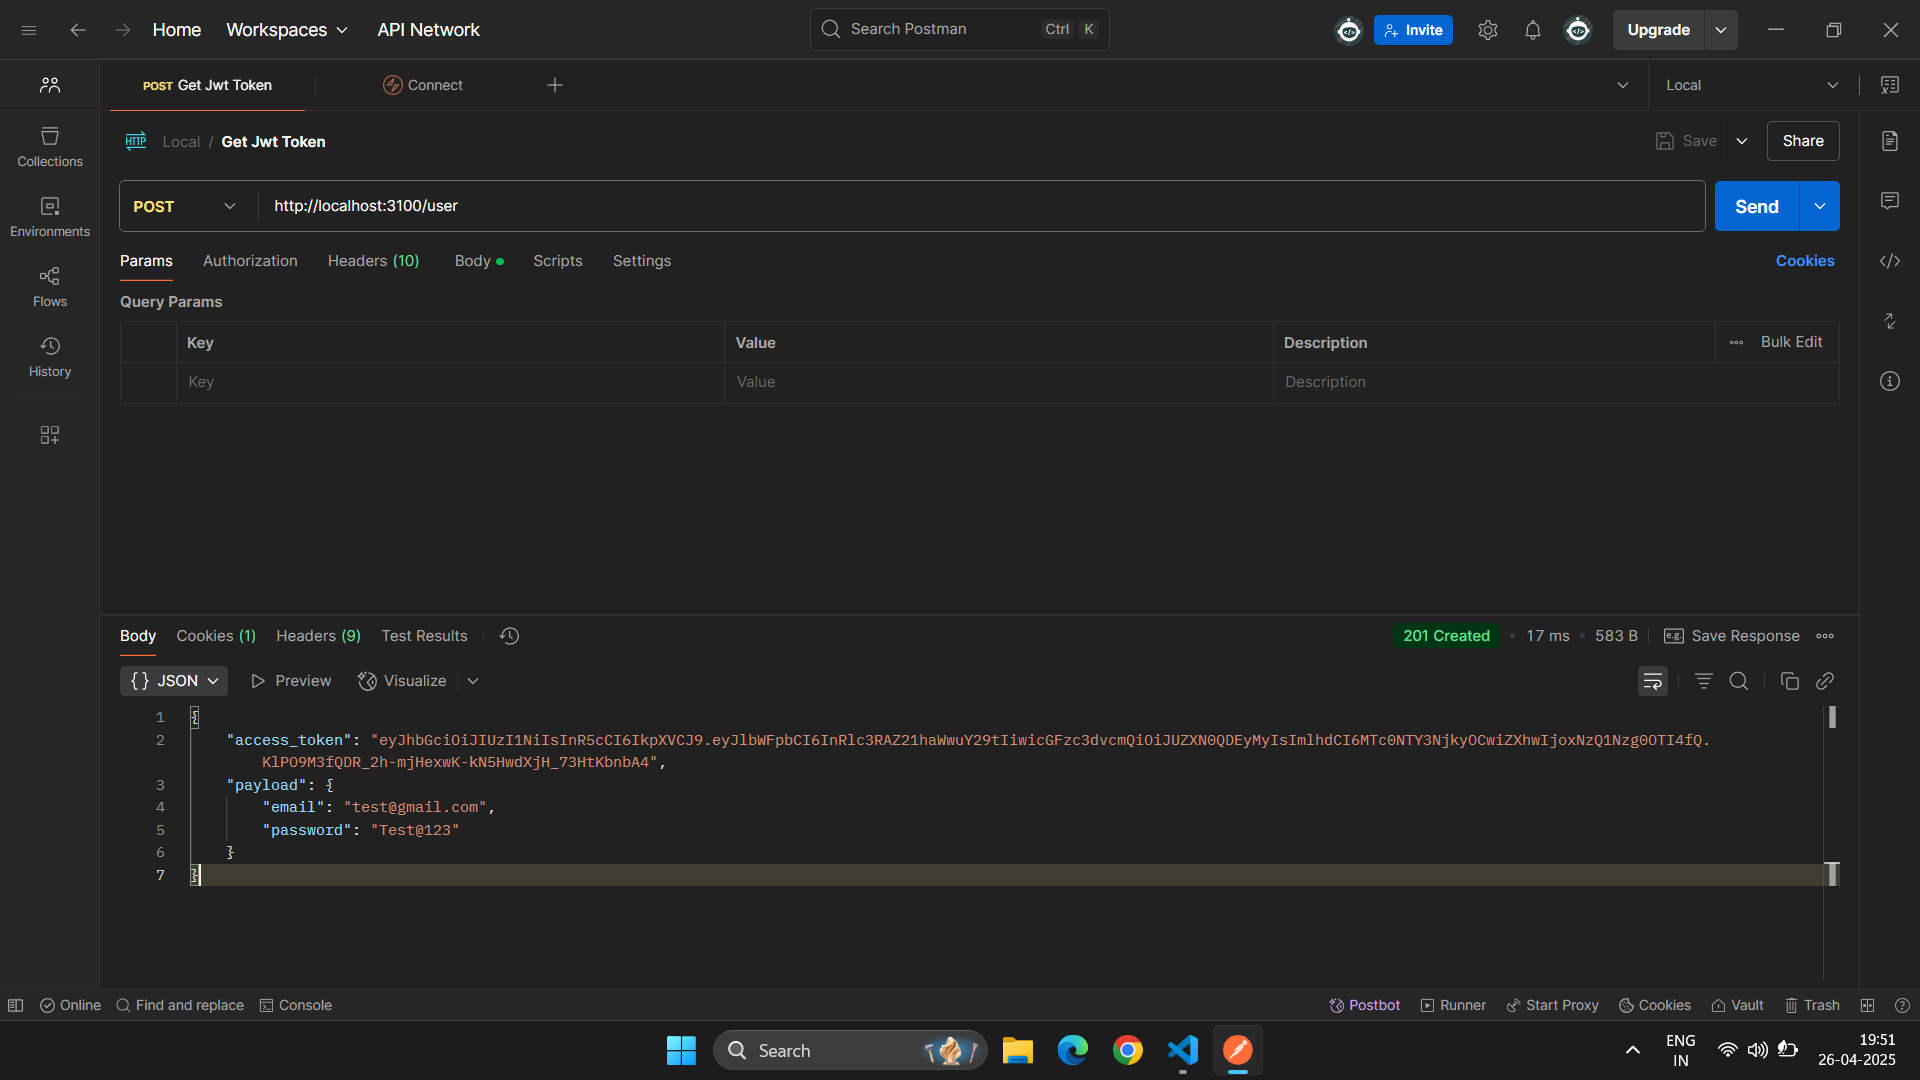 Home Workspaces API Network Search Postman Ctrl K Invite Upgrade
POST Get Jwt Token Connect Local
HTTP Local / Get Jwt Token Save Share
POST http://localhost:3100/user Send
Params Authorization Headers (10) Body Scripts Settings Cookies
Query Params
Key Value Description Bulk Edit
Key Value Description
Collections
Environments
Flows
History
Body Cookies (1) Headers (9) Test Results 201 Created 17 ms 583 B e.g. Save Response
{} JSON Preview Visualize
1 {
2 "access_token": "eyJhbGciOiJIUzI1NiIsInR5cCI6IkpXVCJ9.eyJlbWFpbCI6InRlc3RAZ21haWwuY29tIiwicGFzc3dvcmQiOiJUZXN0QDEyMyIsImlhdCI6MTc0NTY3NjkyOCwiZXhwIjoxNzQ1Nzg0OTI4fQ.
KlPO9M3fQDR_2h-mjHexwK-kN5HwdXjH_73HtKbnbA4",
3 "payload": {
4 "email": "test@gmail.com",
5 "password": "Test@123"
6 }
7 }
Online Find and replace Console Postbot Runner Start Proxy Cookies Vault Trash
Search ENG 19:51
IN 26-04-2025